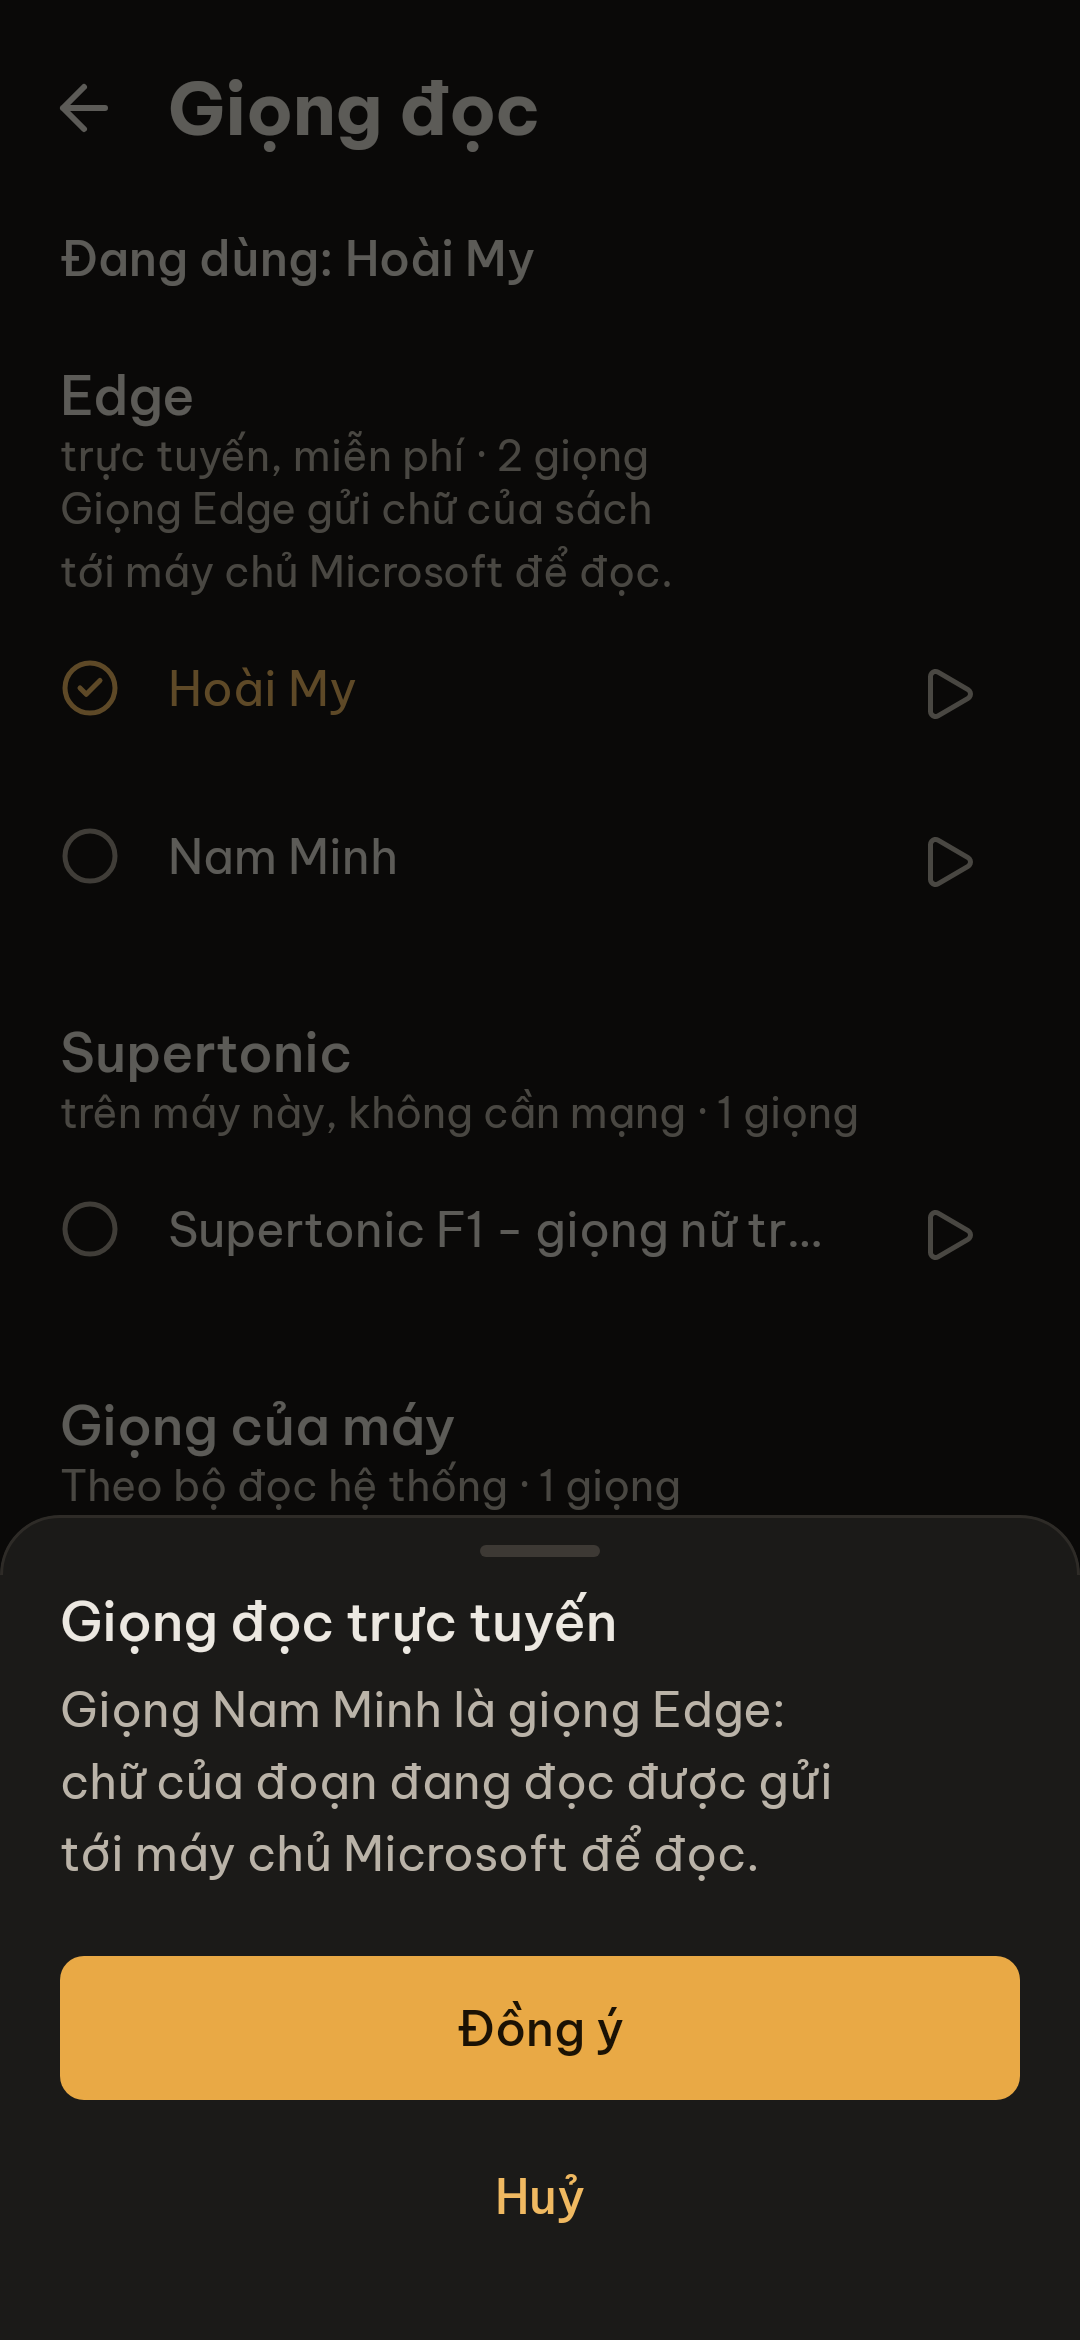 Giọng đọc
Đang dùng: Hoài My
Edge
trực tuyến, miễn phí · 2 giọng
Giọng Edge gửi chữ của sách
tới máy chủ Microsoft để đọc.
Hoài My
Nam Minh
Supertonic
trên máy này, không cần mạng · 1 giọng
Supertonic F1 - giọng nữ tr...
Giọng của máy
Theo bộ đọc hệ thống · 1 giọng
Giọng đọc trực tuyến
Giọng Nam Minh là giọng Edge:
chữ của đoạn đang đọc được gửi
tới máy chủ Microsoft để đọc.
Đồng ý
Huỷ